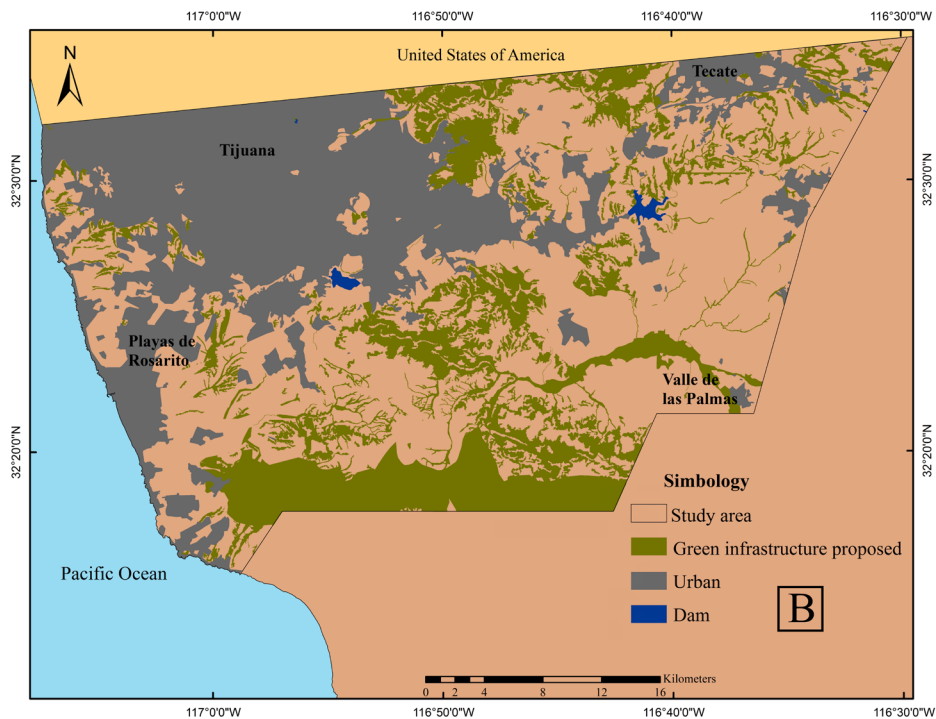 117°0'0"W 116°50'0"W 116°40'0"W 116°30'0"W
N
United States of America
Tecate
Tijuana
32°30'0"N 32°30'0"N
Playas de
Rosarito
Valle de
las Palmas
32°20'0"N 32°20'0"N
Simbology
Study area
Green infrastructure proposed
Urban
Dam
Pacific Ocean
B
Kilometers
0 2 4 8 12 16
117°0'0"W 116°50'0"W 116°40'0"W 116°30'0"W